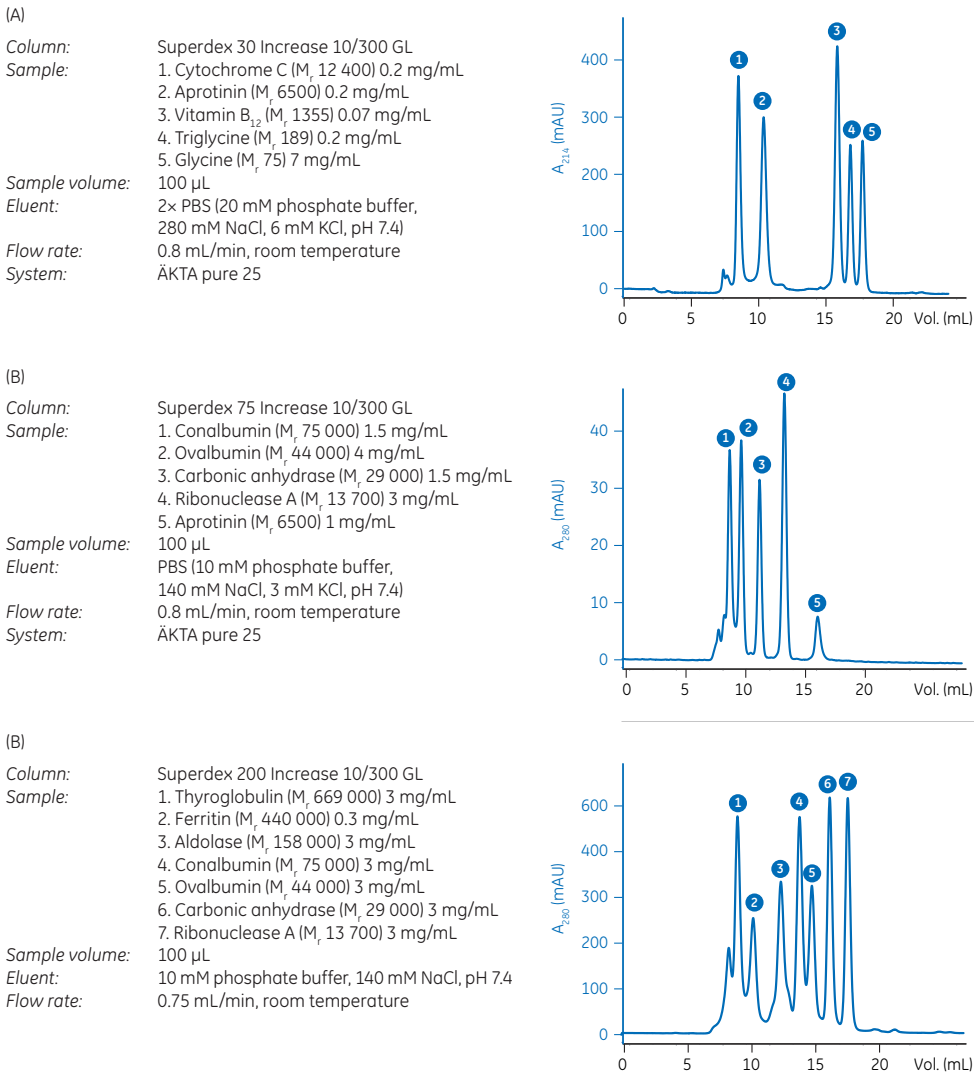 (A)
Column: Superdex 30 Increase 10/300 GL
Sample: 1. Cytochrome C (Mr 12 400) 0.2 mg/mL
2. Aprotinin (Mr 6500) 0.2 mg/mL
3. Vitamin B12 (Mr 1355) 0.07 mg/mL
4. Triglycine (Mr 189) 0.2 mg/mL
5. Glycine (Mr 75) 7 mg/mL
Sample volume: 100 µL
Eluent: 2× PBS (20 mM phosphate buffer,
280 mM NaCl, 6 mM KCl, pH 7.4)
Flow rate: 0.8 mL/min, room temperature
System: ÄKTA pure 25
A214 (mAU)
400
300
200
100
0
1
2
3
4
5
0 5 10 15 20 Vol. (mL)
(B)
Column: Superdex 75 Increase 10/300 GL
Sample: 1. Conalbumin (Mr 75 000) 1.5 mg/mL
2. Ovalbumin (Mr 44 000) 4 mg/mL
3. Carbonic anhydrase (Mr 29 000) 1.5 mg/mL
4. Ribonuclease A (Mr 13 700) 3 mg/mL
5. Aprotinin (Mr 6500) 1 mg/mL
Sample volume: 100 µL
Eluent: PBS (10 mM phosphate buffer,
140 mM NaCl, 3 mM KCl, pH 7.4)
Flow rate: 0.8 mL/min, room temperature
System: ÄKTA pure 25
A280 (mAU)
40
30
20
10
0
1
2
3
4
5
0 5 10 15 20 Vol. (mL)
(B)
Column: Superdex 200 Increase 10/300 GL
Sample: 1. Thyroglobulin (Mr 669 000) 3 mg/mL
2. Ferritin (Mr 440 000) 0.3 mg/mL
3. Aldolase (Mr 158 000) 3 mg/mL
4. Conalbumin (Mr 75 000) 3 mg/mL
5. Ovalbumin (Mr 44 000) 3 mg/mL
6. Carbonic anhydrase (Mr 29 000) 3 mg/mL
7. Ribonuclease A (Mr 13 700) 3 mg/mL
Sample volume: 100 µL
Eluent: 10 mM phosphate buffer, 140 mM NaCl, pH 7.4
Flow rate: 0.75 mL/min, room temperature
A280 (mAU)
600
400
300
200
100
0
1
2
3
4
5
6
7
0 5 10 15 20 Vol. (mL)